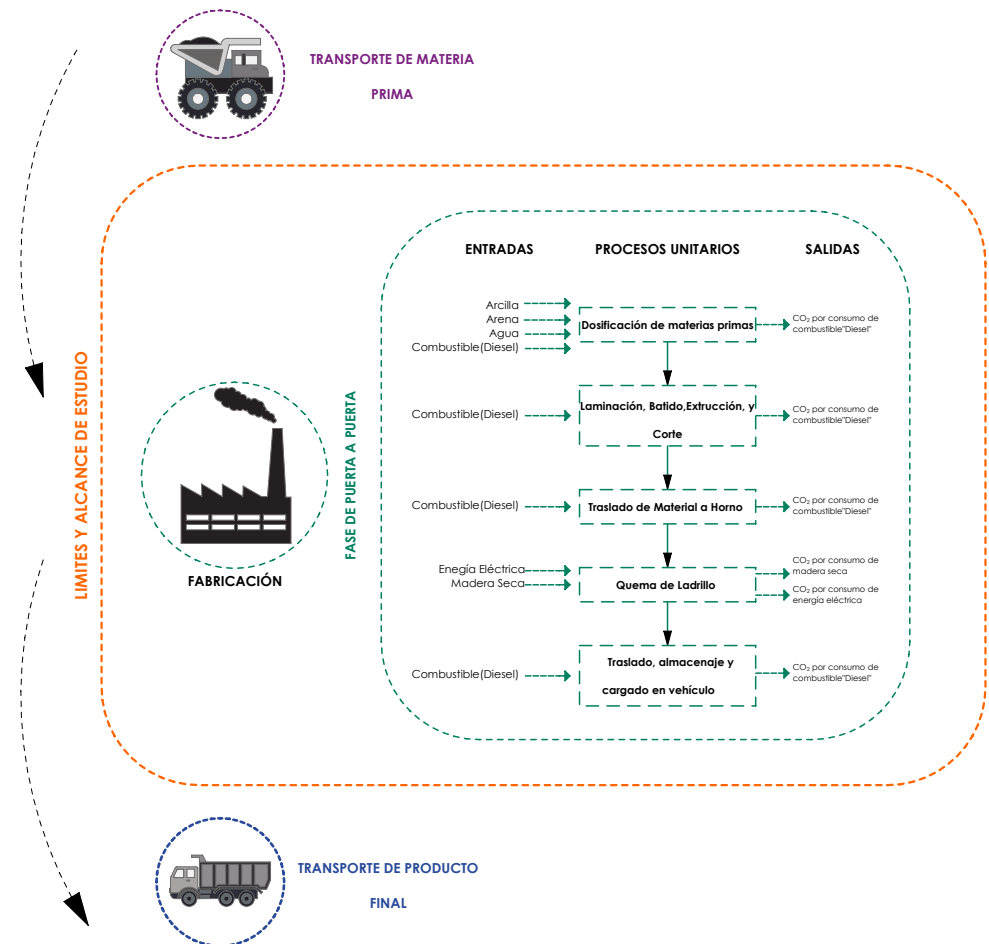 TRANSPORTE DE MATERIA
PRIMA
LIMITES Y ALCANCE DE ESTUDIO
FABRICACIÓN
FASE DE PUERTA A PUERTA
ENTRADAS
PROCESOS UNITARIOS
SALIDAS
Arcilla
Arena
Agua
Combustible(Diesel)
Dosificación de materias primas
CO₂ por consumo de
combustible"Diesel"
Combustible(Diesel)
Laminación, Batido,Extrucción, y
Corte
CO₂ por consumo de
combustible"Diesel"
Combustible(Diesel)
Traslado de Material a Horno
CO₂ por consumo de
combustible"Diesel"
Enegía Eléctrica
Madera Seca
Quema de Ladrillo
CO₂ por consumo de
madera seca
CO₂ por consumo de
energía eléctrica
Combustible(Diesel)
Traslado, almacenaje y
cargado en vehículo
CO₂ por consumo de
combustible"Diesel"
TRANSPORTE DE PRODUCTO
FINAL